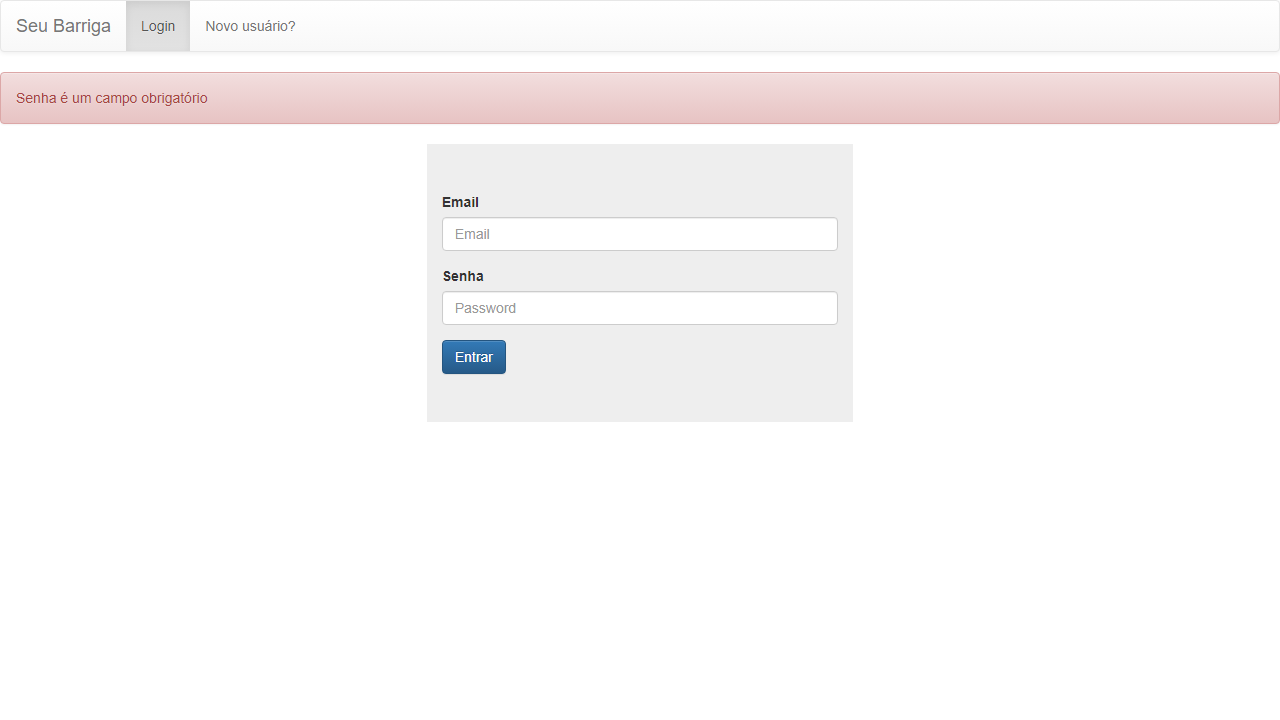 Seu Barriga Login Novo usuário?
Senha é um campo obrigatório
Email
Email
Senha
Password
Entrar